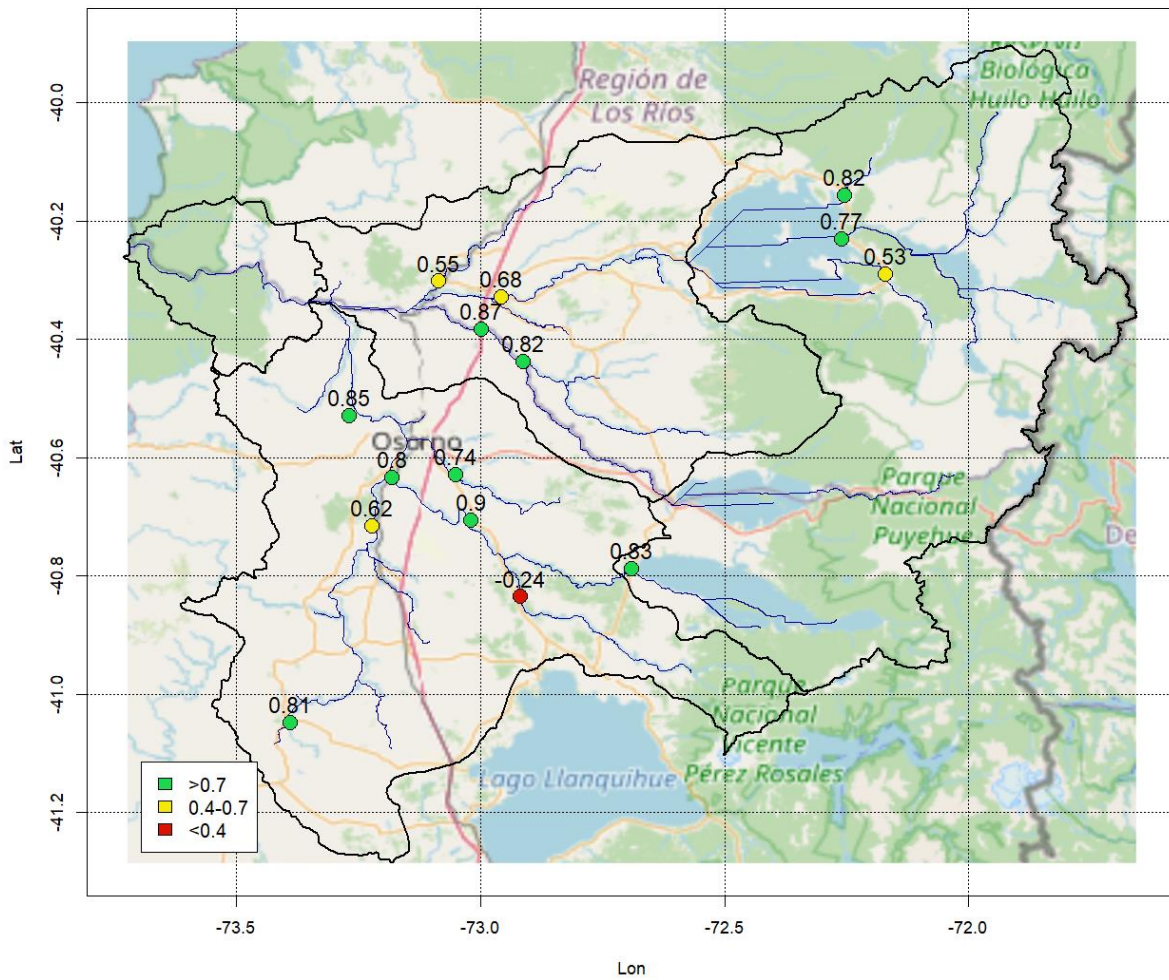 Biológica
Huilo Huilo
Región de
Los Ríos
-40.0
0.82
-40.2
0.77
0.53
0.55
0.68
0.87
-40.4
0.82
0.85
Osorno
Lat
-40.6
0.8
0.74
Parque
Nacional
Puyehue
0.62
0.9
De
0.83
-40.8
-0.24
-41.0
0.81
Parque
Nacional
Vicente
Pérez Rosales
Lago Llanquihue
>0.7
0.4-0.7
<0.4
-41.2
-73.5
-73.0
-72.5
-72.0
Lon